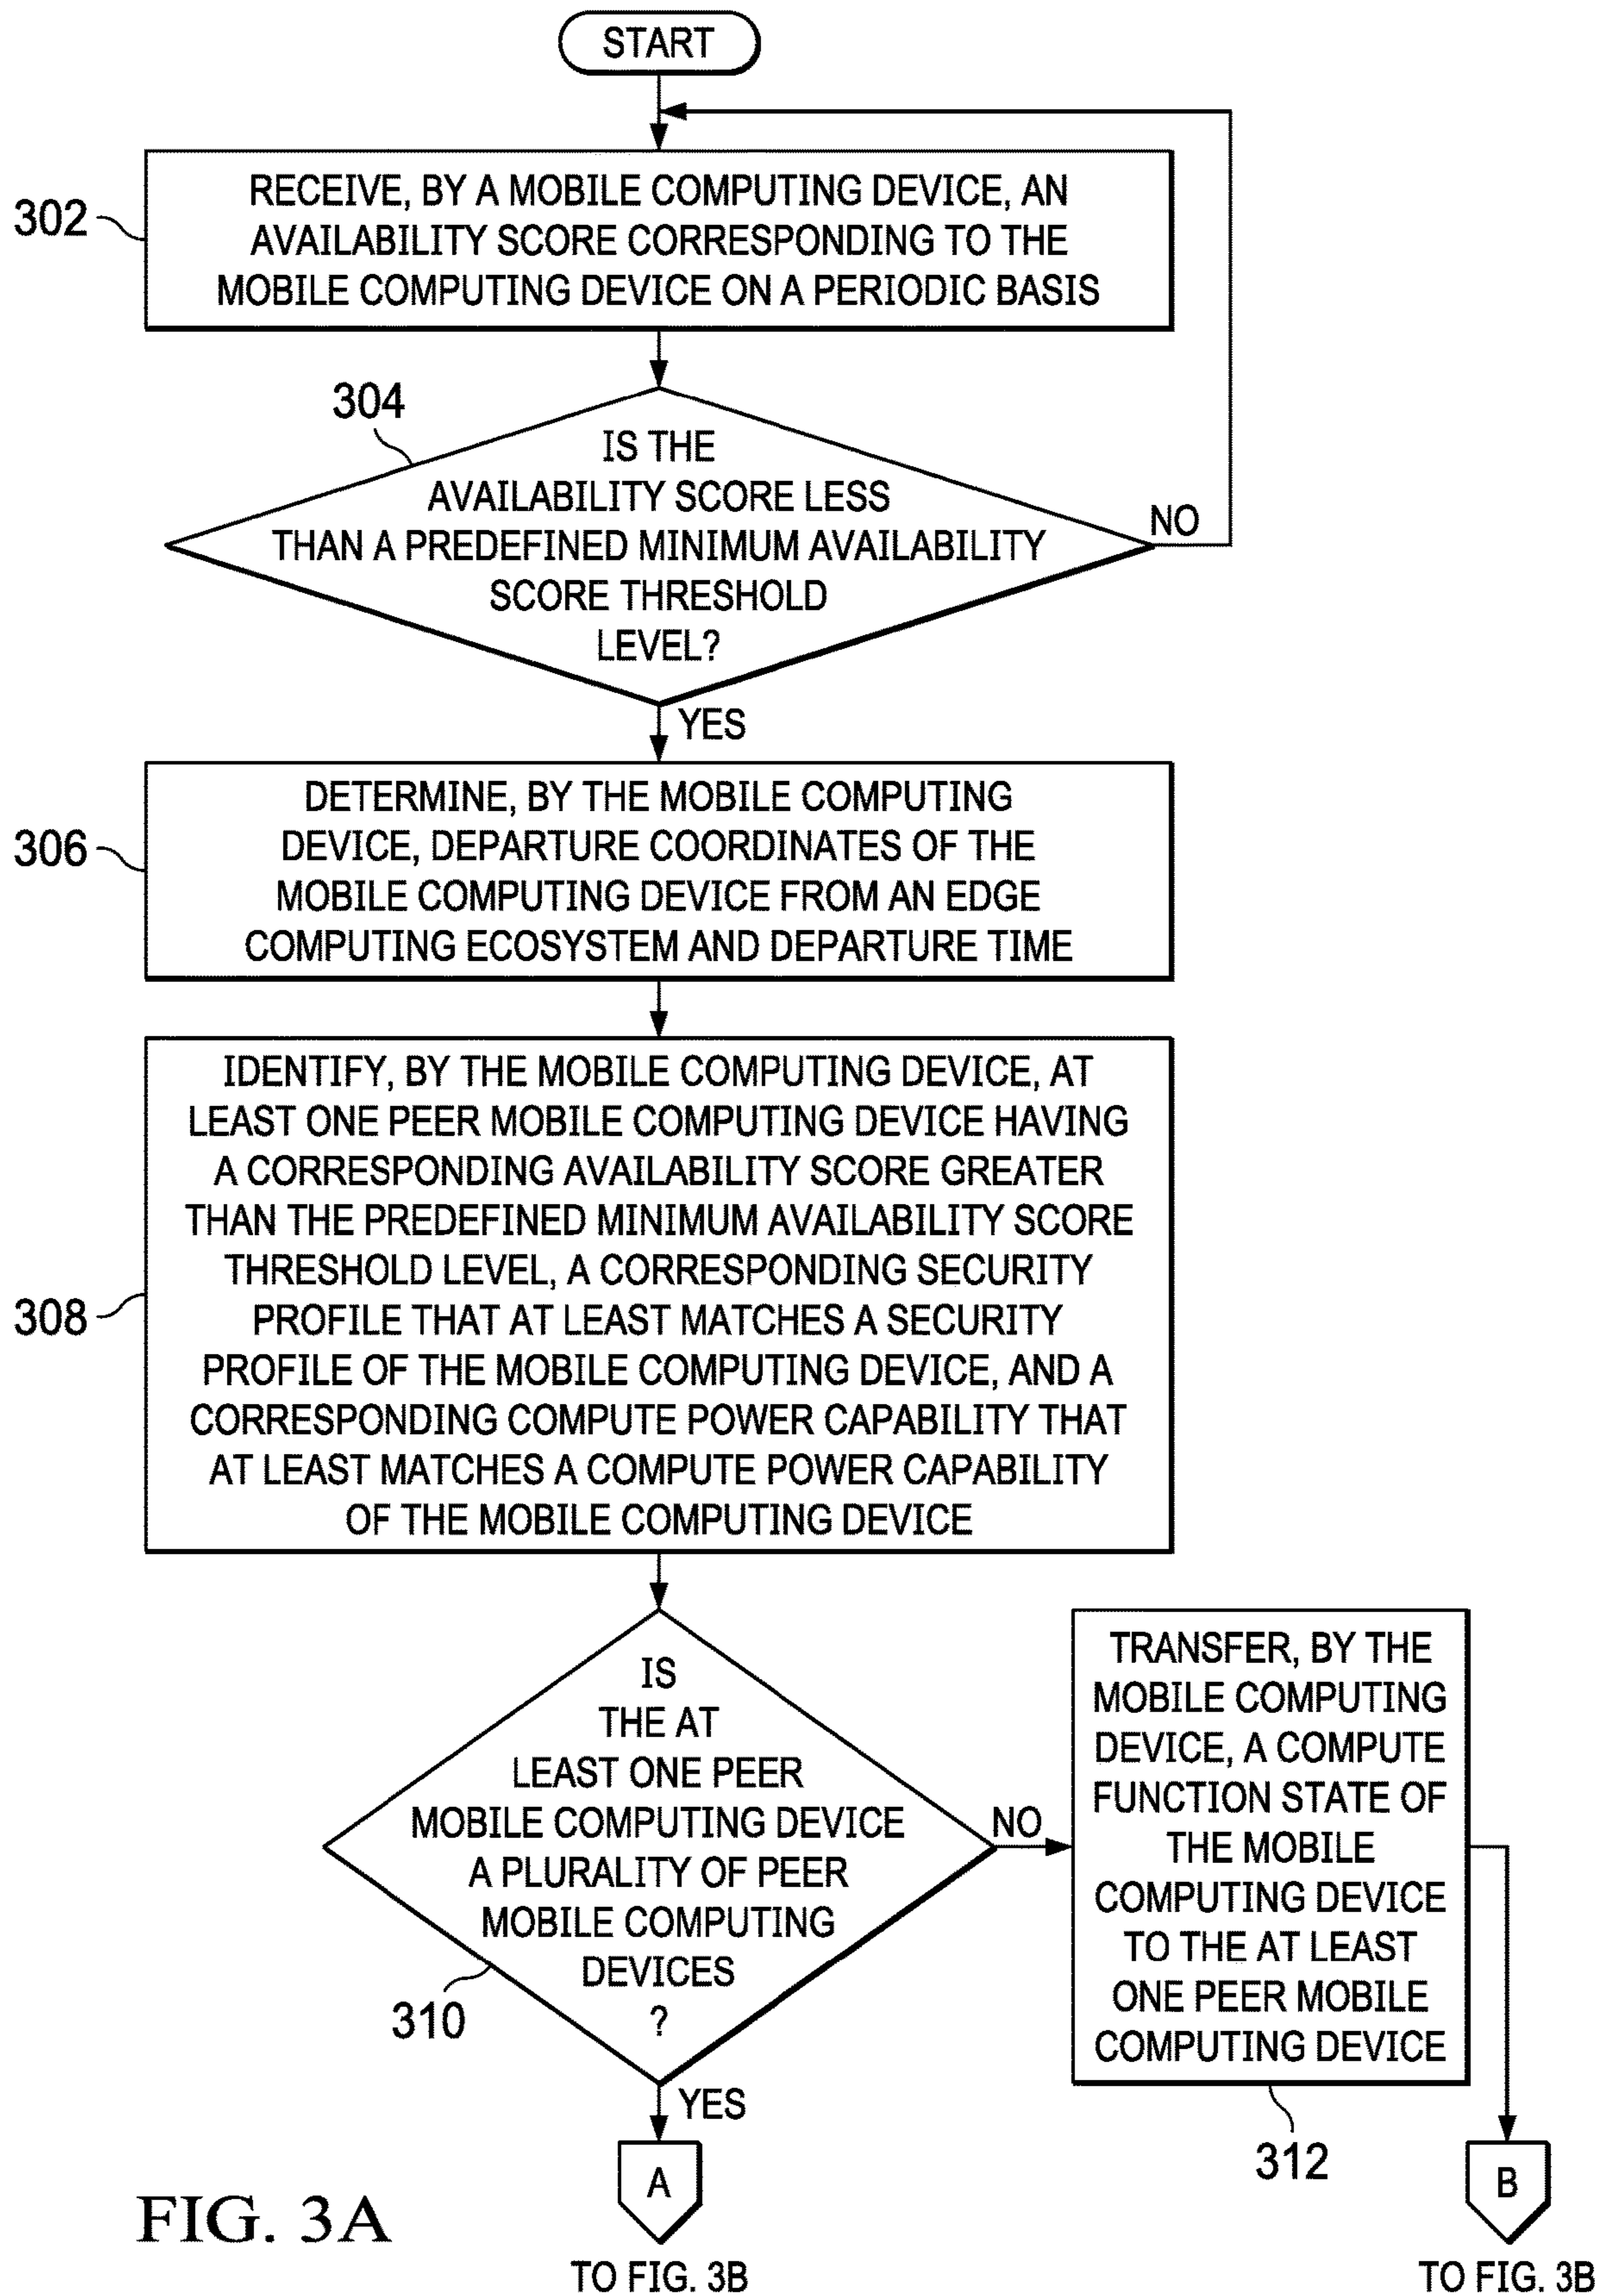 START
302
RECEIVE, BY A MOBILE COMPUTING DEVICE, AN
AVAILABILITY SCORE CORRESPONDING TO THE
MOBILE COMPUTING DEVICE ON A PERIODIC BASIS
304
IS THE
AVAILABILITY SCORE LESS
THAN A PREDEFINED MINIMUM AVAILABILITY
SCORE THRESHOLD
LEVEL?
NO
YES
306
DETERMINE, BY THE MOBILE COMPUTING
DEVICE, DEPARTURE COORDINATES OF THE
MOBILE COMPUTING DEVICE FROM AN EDGE
COMPUTING ECOSYSTEM AND DEPARTURE TIME
308
IDENTIFY, BY THE MOBILE COMPUTING DEVICE, AT
LEAST ONE PEER MOBILE COMPUTING DEVICE HAVING
A CORRESPONDING AVAILABILITY SCORE GREATER
THAN THE PREDEFINED MINIMUM AVAILABILITY SCORE
THRESHOLD LEVEL, A CORRESPONDING SECURITY
PROFILE THAT AT LEAST MATCHES A SECURITY
PROFILE OF THE MOBILE COMPUTING DEVICE, AND A
CORRESPONDING COMPUTE POWER CAPABILITY THAT
AT LEAST MATCHES A COMPUTE POWER CAPABILITY
OF THE MOBILE COMPUTING DEVICE
IS
THE AT
LEAST ONE PEER
MOBILE COMPUTING DEVICE
A PLURALITY OF PEER
MOBILE COMPUTING
DEVICES
?
310
NO
YES
TRANSFER, BY THE
MOBILE COMPUTING
DEVICE, A COMPUTE
FUNCTION STATE OF
THE MOBILE
COMPUTING DEVICE
TO THE AT LEAST
ONE PEER MOBILE
COMPUTING DEVICE
312
A
TO FIG. 3B
B
TO FIG. 3B
FIG. 3A